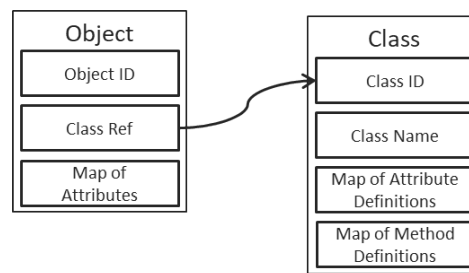 Object
Object ID
Class Ref
Map of
Attributes
Class
Class ID
Class Name
Map of Attribute
Definitions
Map of Method
Definitions